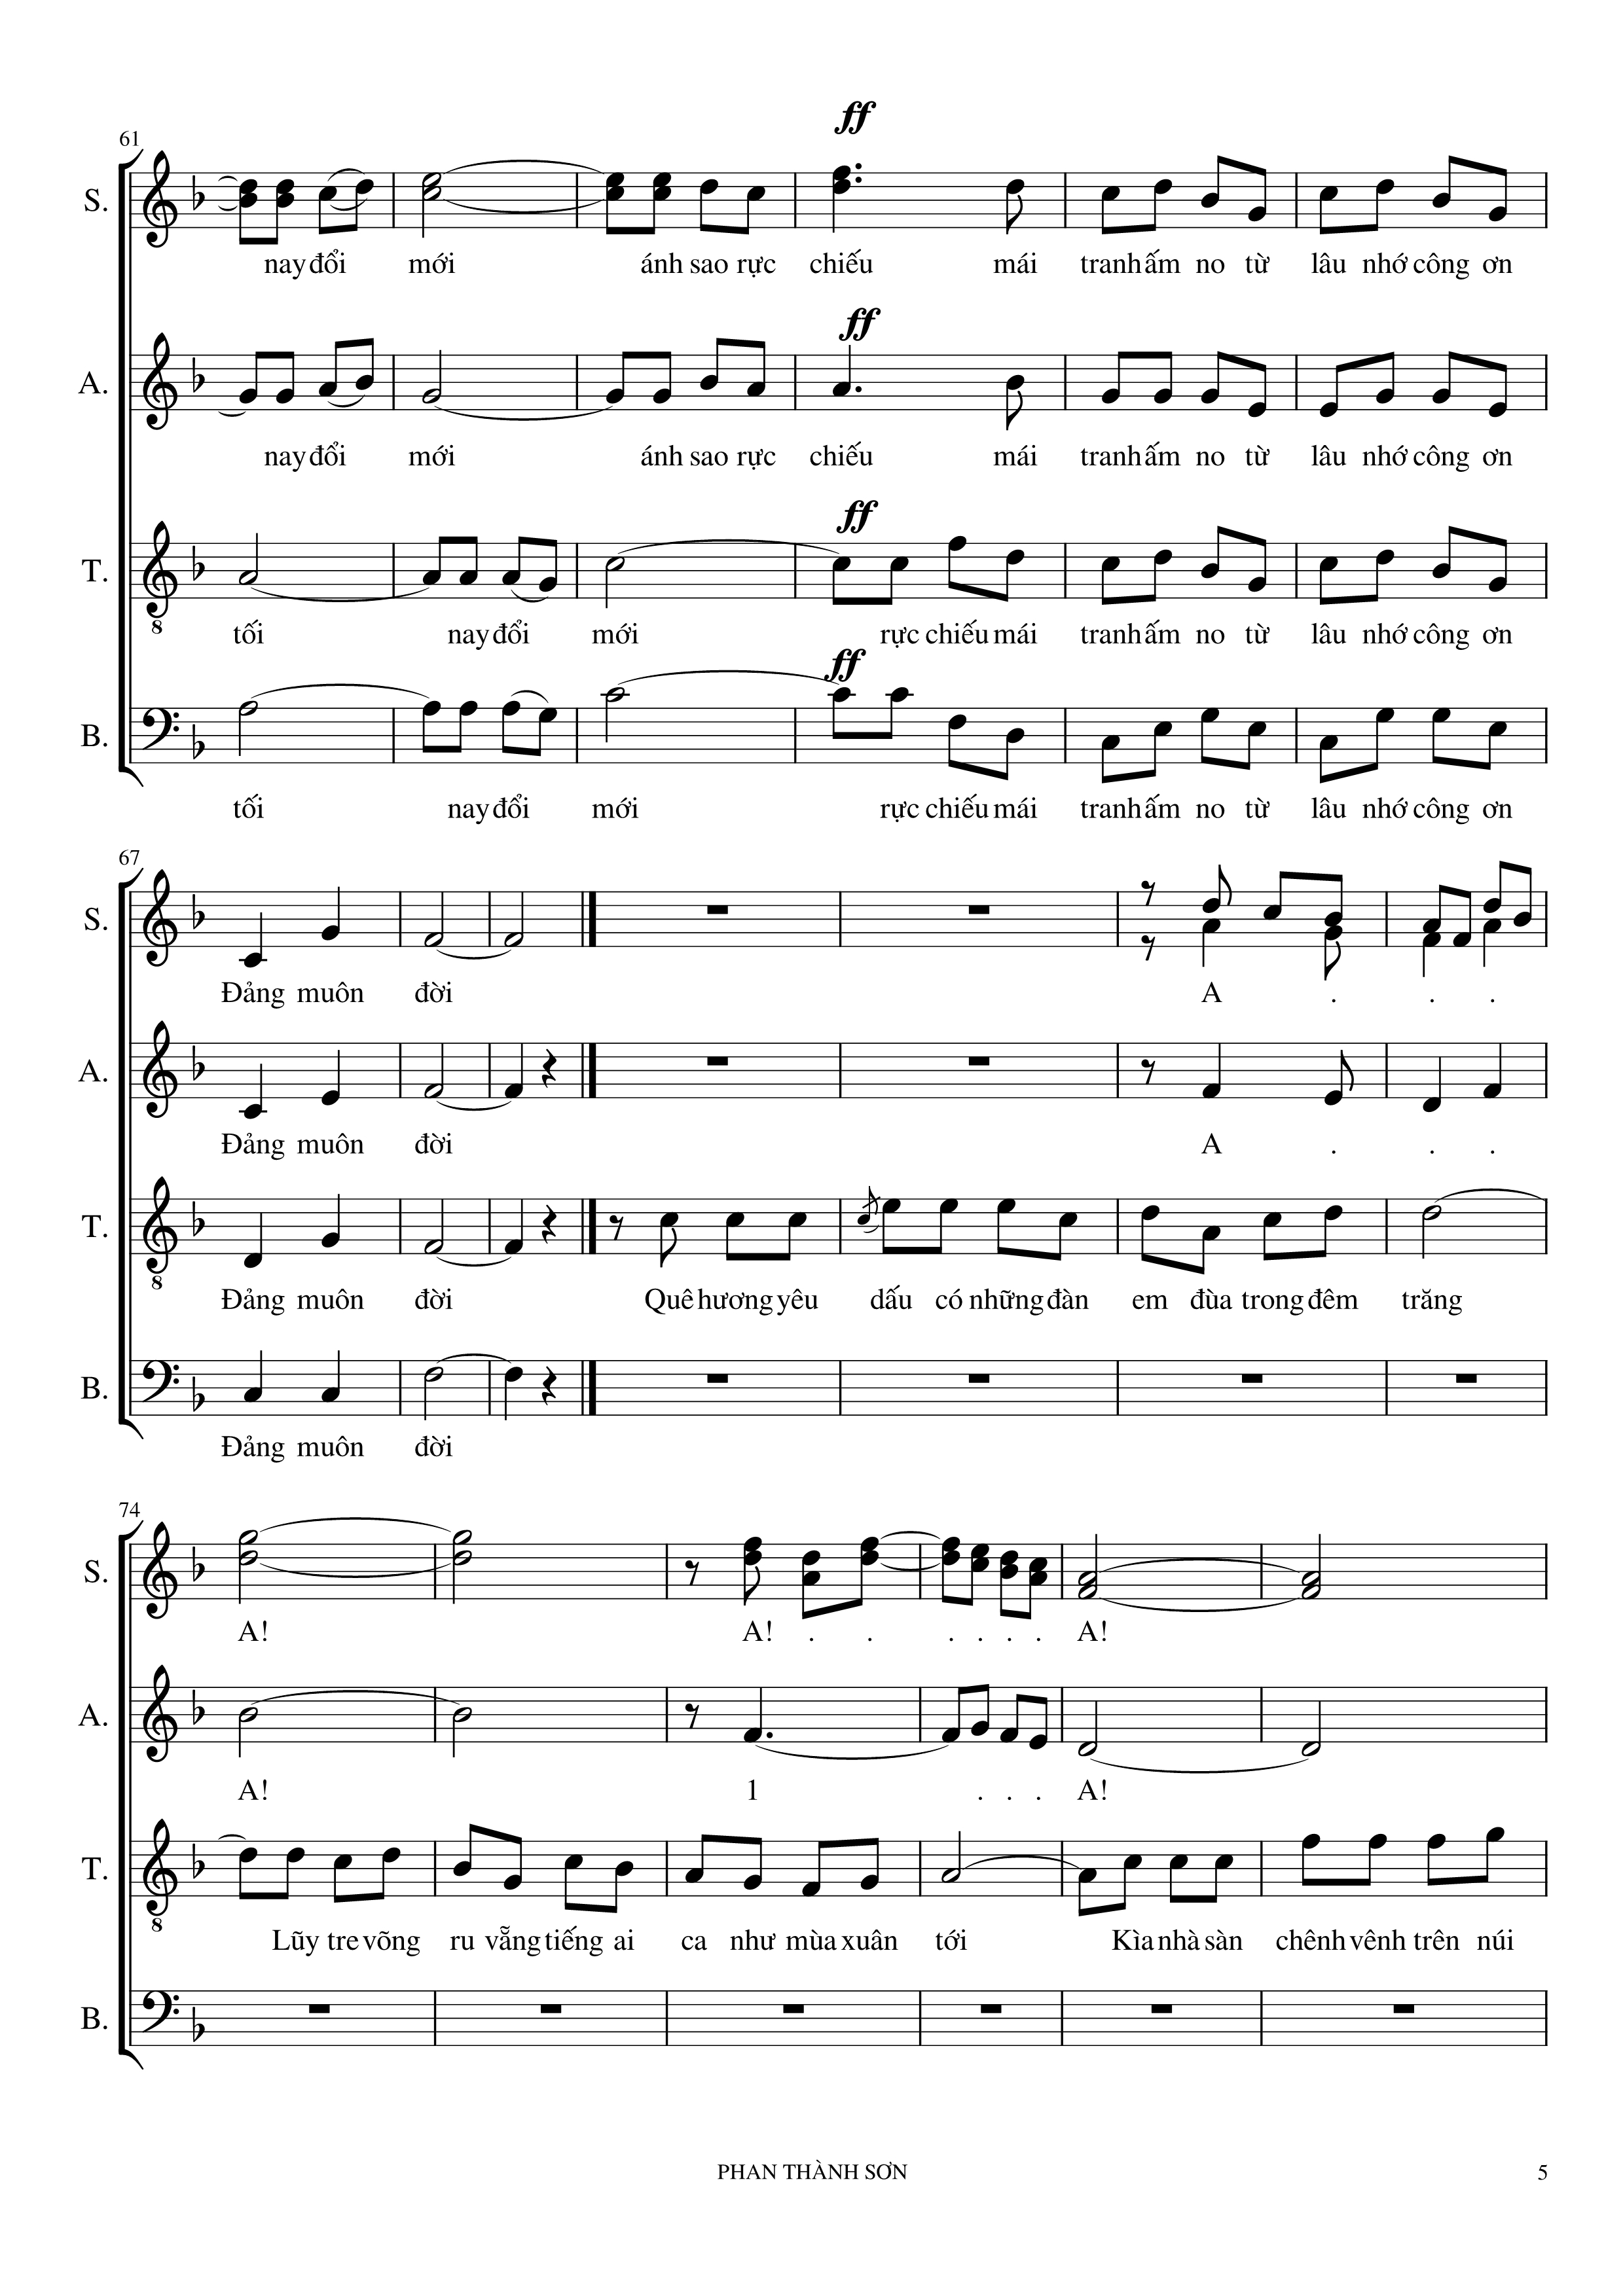 ff
61
S.
nay đổi mới ánh sao rực chiếu mái tranh ấm no từ lâu nhớ công ơn
ff
A.
nay đổi mới ánh sao rực chiếu mái tranh ấm no từ lâu nhớ công ơn
ff
T.
8
tối nay đổi mới rực chiếu mái tranh ấm no từ lâu nhớ công ơn
ff
B.
tối nay đổi mới rực chiếu mái tranh ấm no từ lâu nhớ công ơn
67
S.
Đảng muôn đời A . . .
A.
Đảng muôn đời A . . .
T.
8
Đảng muôn đời Quê hương yêu dấu có những đàn em đùa trong đêm trăng
B.
Đảng muôn đời
74
S.
A! A! . . . . . . A!
A.
A! 1 . . . A!
T.
8
Lũy tre võng ru vẵng tiếng ai ca như mùa xuân tới Kìa nhà sàn chênh vênh trên núi
B.
PHAN THÀNH SƠN 5